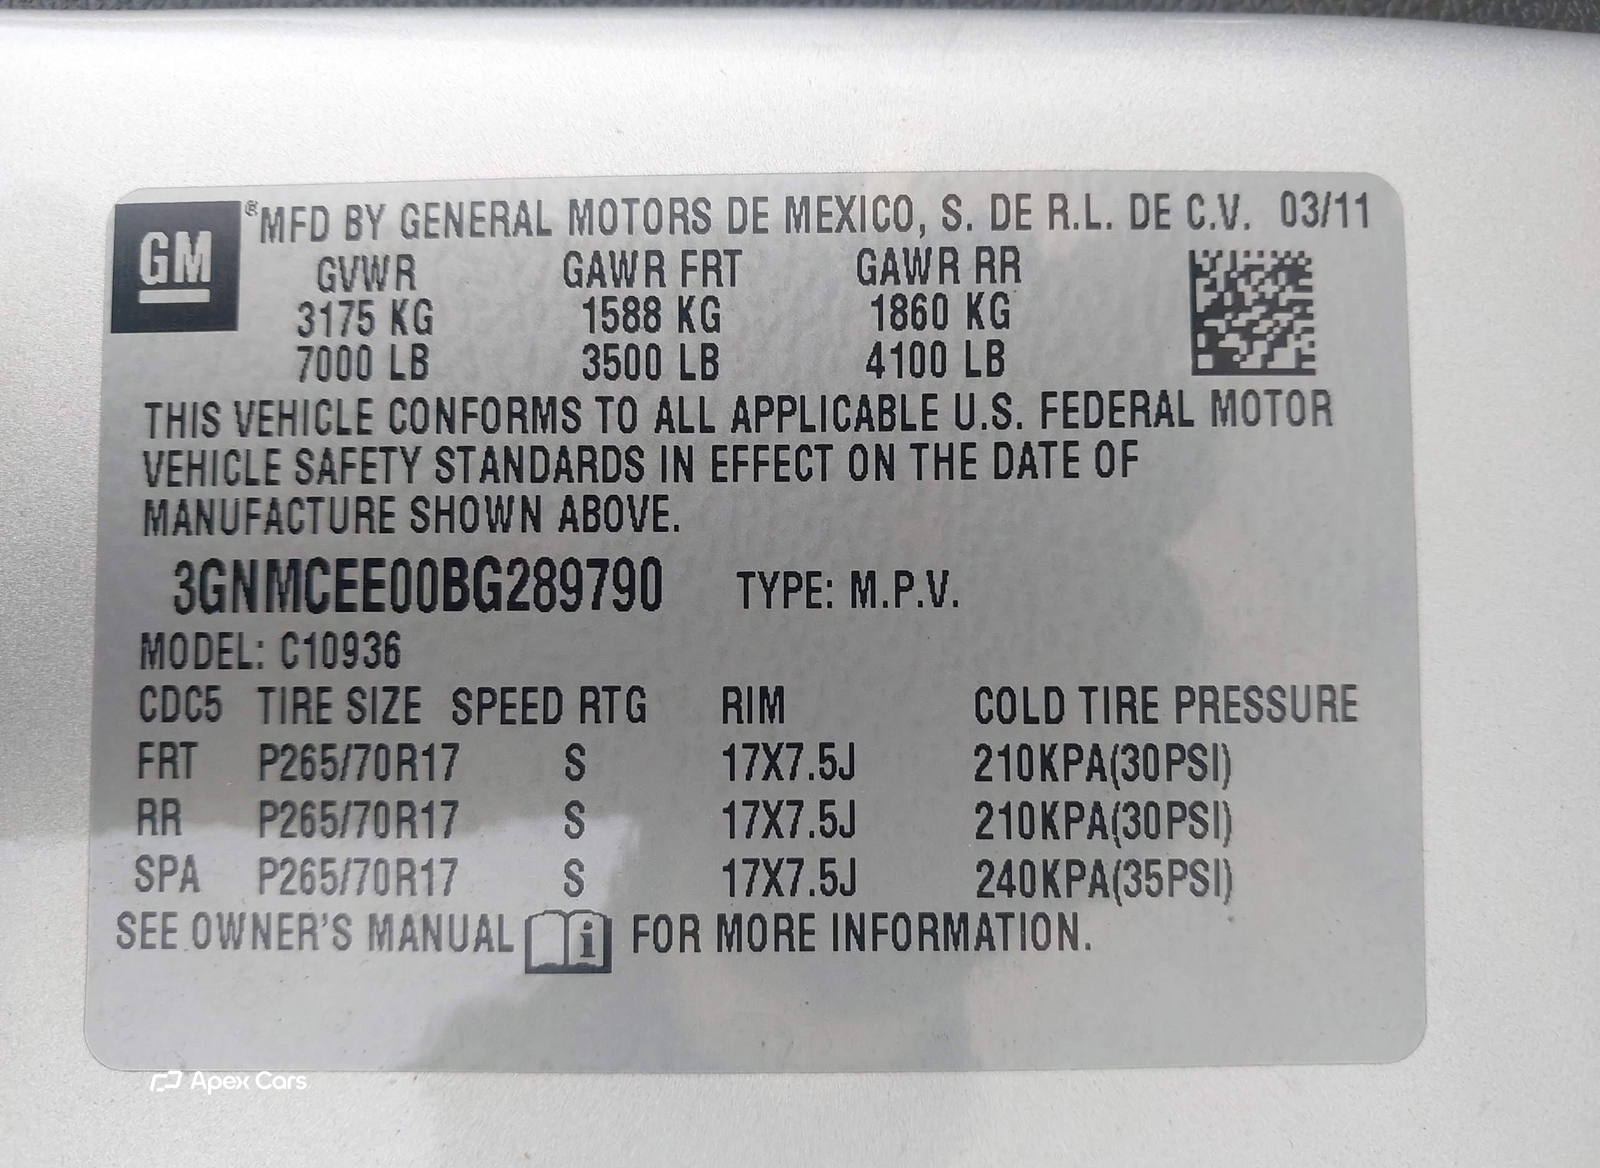 GM
®MFD BY GENERAL MOTORS DE MEXICO, S. DE R.L. DE C.V. 03/11
GVWR GAWR FRT GAWR RR
3175 KG 1588 KG 1860 KG
7000 LB 3500 LB 4100 LB
THIS VEHICLE CONFORMS TO ALL APPLICABLE U.S. FEDERAL MOTOR
VEHICLE SAFETY STANDARDS IN EFFECT ON THE DATE OF
MANUFACTURE SHOWN ABOVE.
3GNMCEE00BG289790 TYPE: M.P.V.
MODEL: C10936
CDC5 TIRE SIZE SPEED RTG RIM COLD TIRE PRESSURE
FRT P265/70R17 S 17X7.5J 210KPA(30PSI)
RR P265/70R17 S 17X7.5J 210KPA(30PSI)
SPA P265/70R17 S 17X7.5J 240KPA(35PSI)
SEE OWNER'S MANUAL i FOR MORE INFORMATION.
Apex Cars